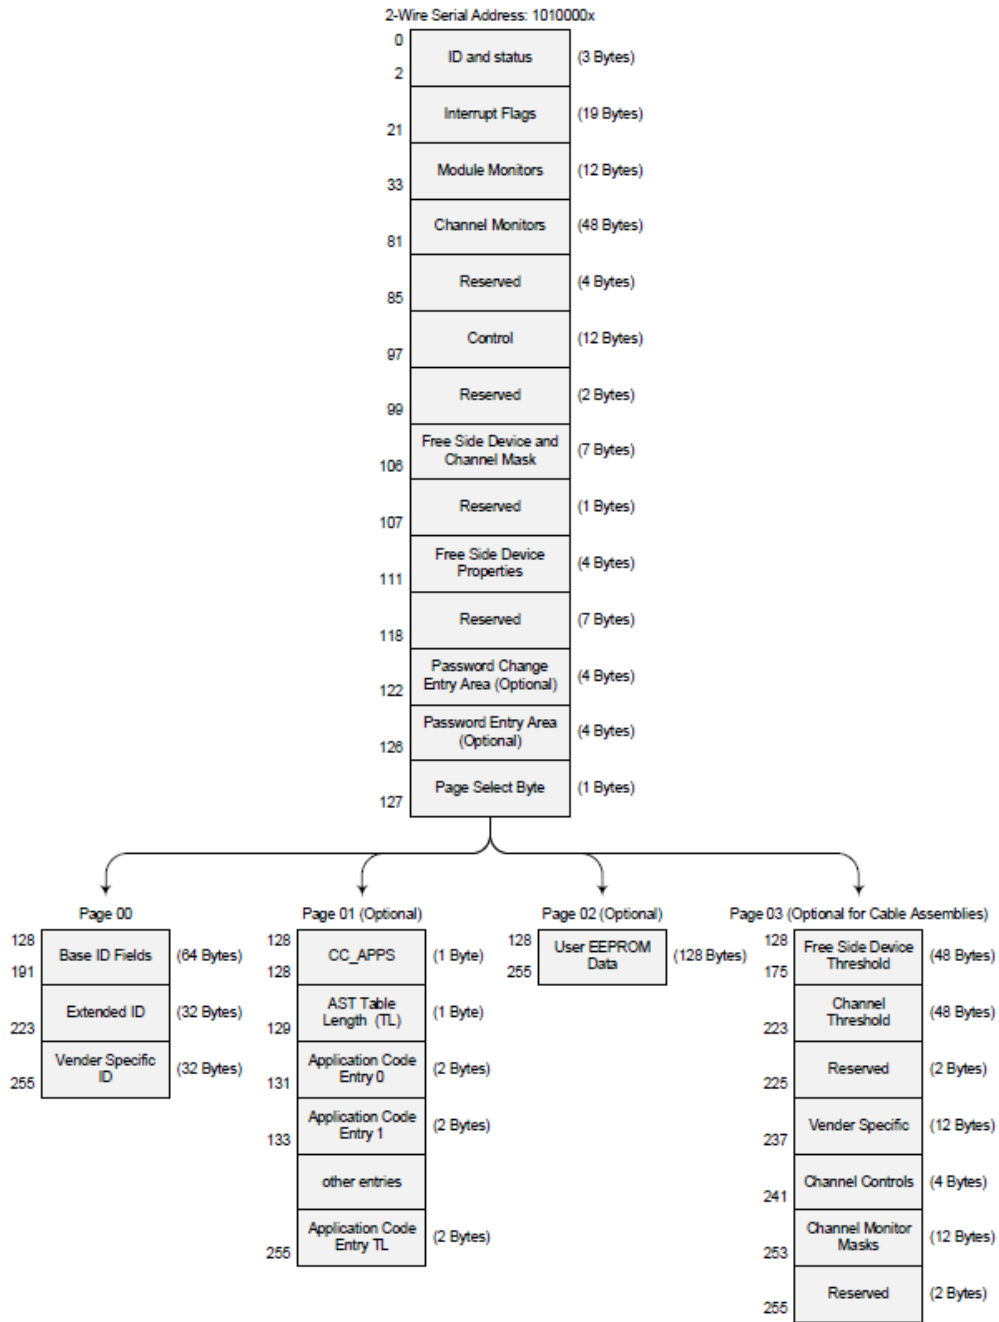 2-Wire Serial Address: 1010000x
0
ID and status (3 Bytes)
2
Interrupt Flags (19 Bytes)
21
Module Monitors (12 Bytes)
33
Channel Monitors (48 Bytes)
81
Reserved (4 Bytes)
85
Control (12 Bytes)
97
Reserved (2 Bytes)
99
Free Side Device and
Channel Mask (7 Bytes)
106
Reserved (1 Bytes)
107
Free Side Device
Properties (4 Bytes)
111
Reserved (7 Bytes)
118
Password Change
Entry Area (Optional) (4 Bytes)
122
Password Entry Area
(Optional) (4 Bytes)
126
Page Select Byte (1 Bytes)
127
Page 00
128
Base ID Fields (64 Bytes)
191
Extended ID (32 Bytes)
223
Vender Specific
ID (32 Bytes)
255
Page 01 (Optional)
128
CC_APPS (1 Byte)
128
AST Table
Length (TL) (1 Byte)
129
Application Code
Entry 0 (2 Bytes)
131
Application Code
Entry 1 (2 Bytes)
133
other entries
Application Code
Entry TL (2 Bytes)
255
Page 02 (Optional)
128
User EEPROM
Data (128 Bytes)
255
Page 03 (Optional for Cable Assemblies)
128
Free Side Device
Threshold (48 Bytes)
175
Channel
Threshold (48 Bytes)
223
Reserved (2 Bytes)
225
Vender Specific (12 Bytes)
237
Channel Controls (4 Bytes)
241
Channel Monitor
Masks (12 Bytes)
253
Reserved (2 Bytes)
255